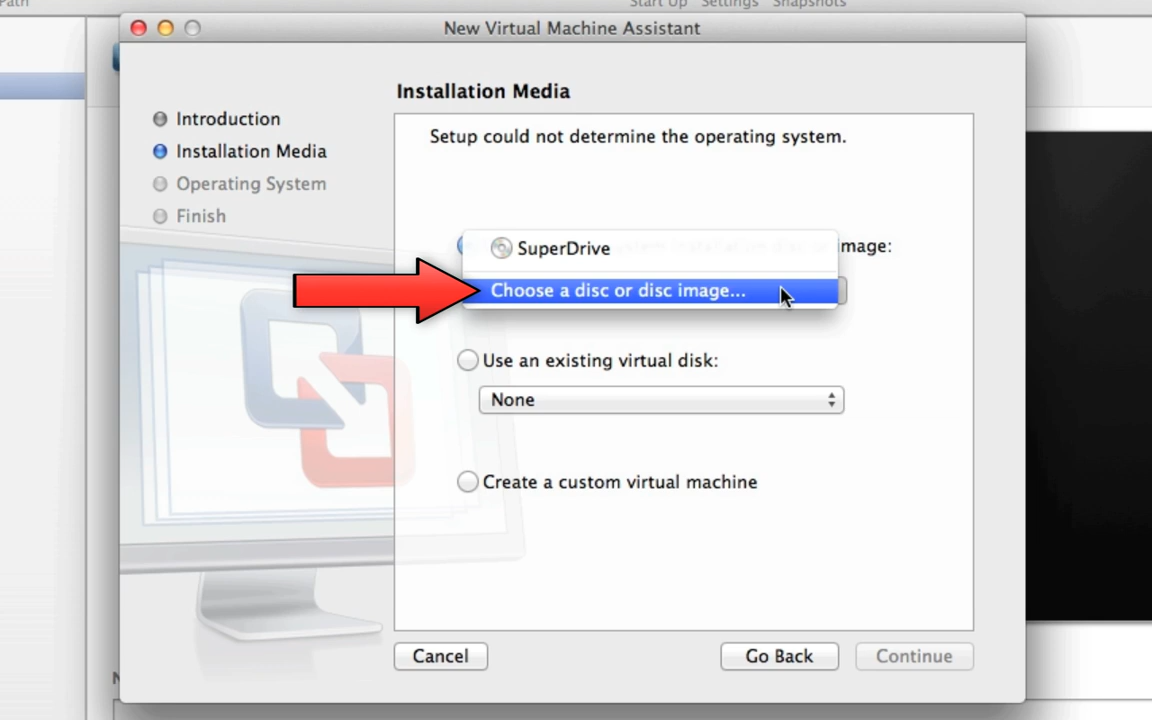 Path
Start Up Settings Snapshots
New Virtual Machine Assistant
Installation Media
Introduction
Installation Media
Operating System
Finish
Setup could not determine the operating system.
image:
SuperDrive
Choose a disc or disc image...
Use an existing virtual disk:
None
Create a custom virtual machine
Cancel
Go Back
Continue